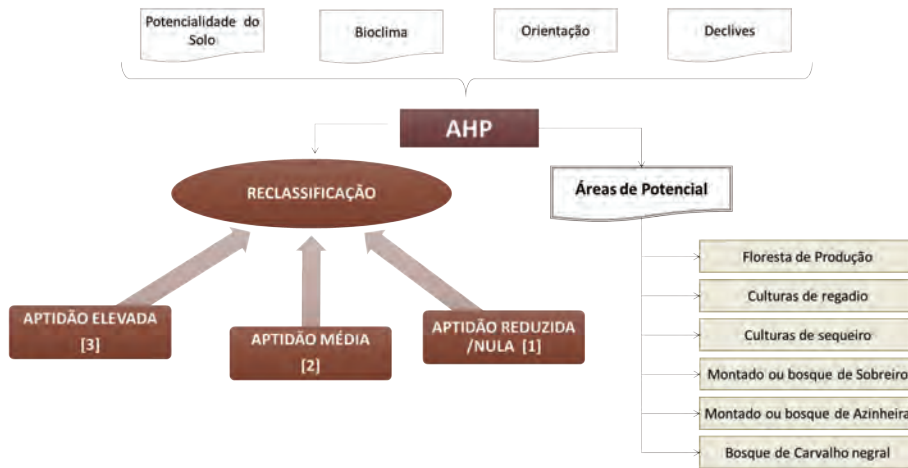 Potencialidade do
Solo
Bioclima
Orientação
Declives
AHP
RECLASSIFICAÇÃO
Áreas de Potencial
APTIDÃO ELEVADA
[3]
APTIDÃO MÉDIA
[2]
APTIDÃO REDUZIDA
/NULA [1]
Floresta de Produção
Culturas de regadio
Culturas de sequeiro
Montado ou bosque de Sobreiro
Montado ou bosque de Azinheira
Bosque de Carvalho negral